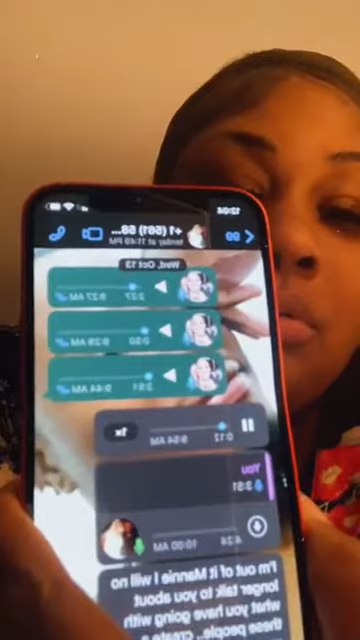 12:04
99 +1 (561) 59...
terday at 11:49 PM
Wed, Oct 13
2:27 9:27 AM
0:50 9:29 AM
3:51 9:44 AM
0:12 9:54 AM 1x
You
3:51
4:24 10:00 AM
I'm out of it Mannie I will no
longer talk to you about
what you have going with
these people.. create.. a